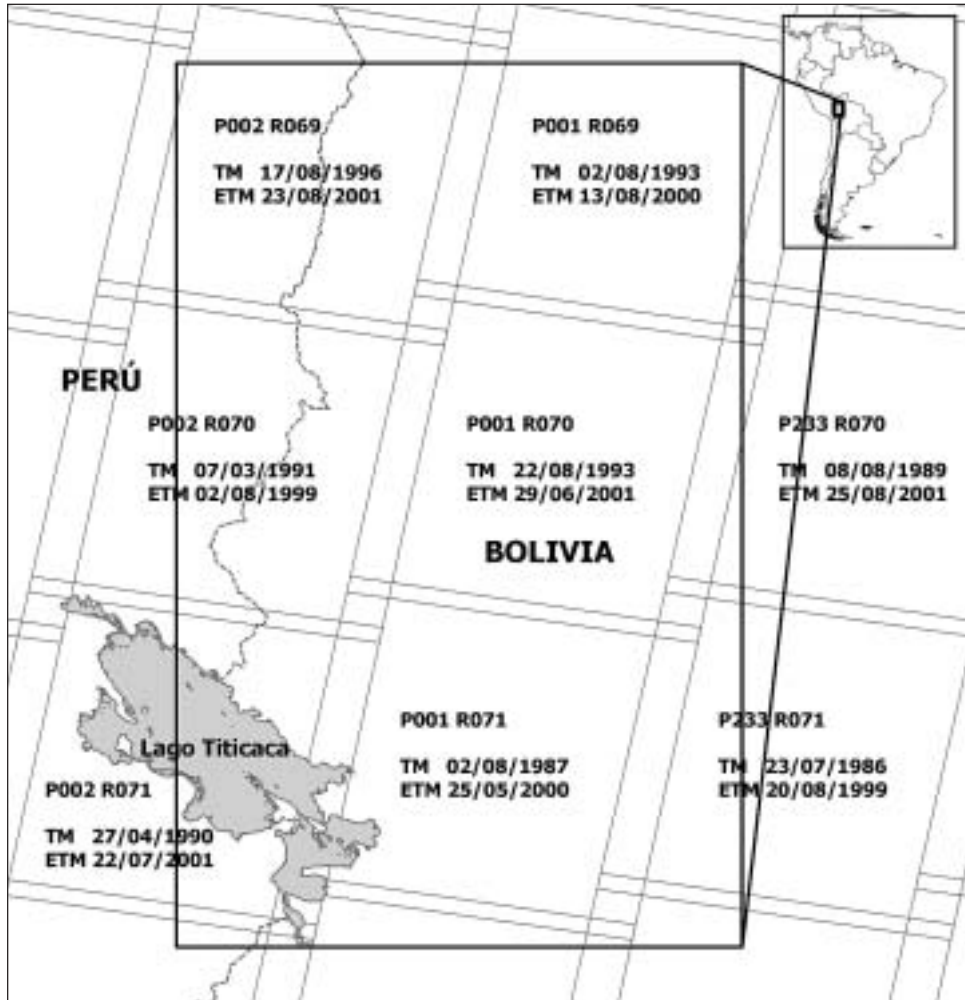 P002 R069
TM 17/08/1996
ETM 23/08/2001
P001 R069
TM 02/08/1993
ETM 13/08/2000
PERÚ
P002 R070
TM 07/03/1991
ETM 02/08/1999
P001 R070
TM 22/08/1993
ETM 29/06/2001
P233 R070
TM 08/08/1989
ETM 25/08/2001
BOLIVIA
Lago Titicaca
P002 R071
TM 27/04/1990
ETM 22/07/2001
P001 R071
TM 02/08/1987
ETM 25/05/2000
P233 R071
TM 23/07/1986
ETM 20/08/1999